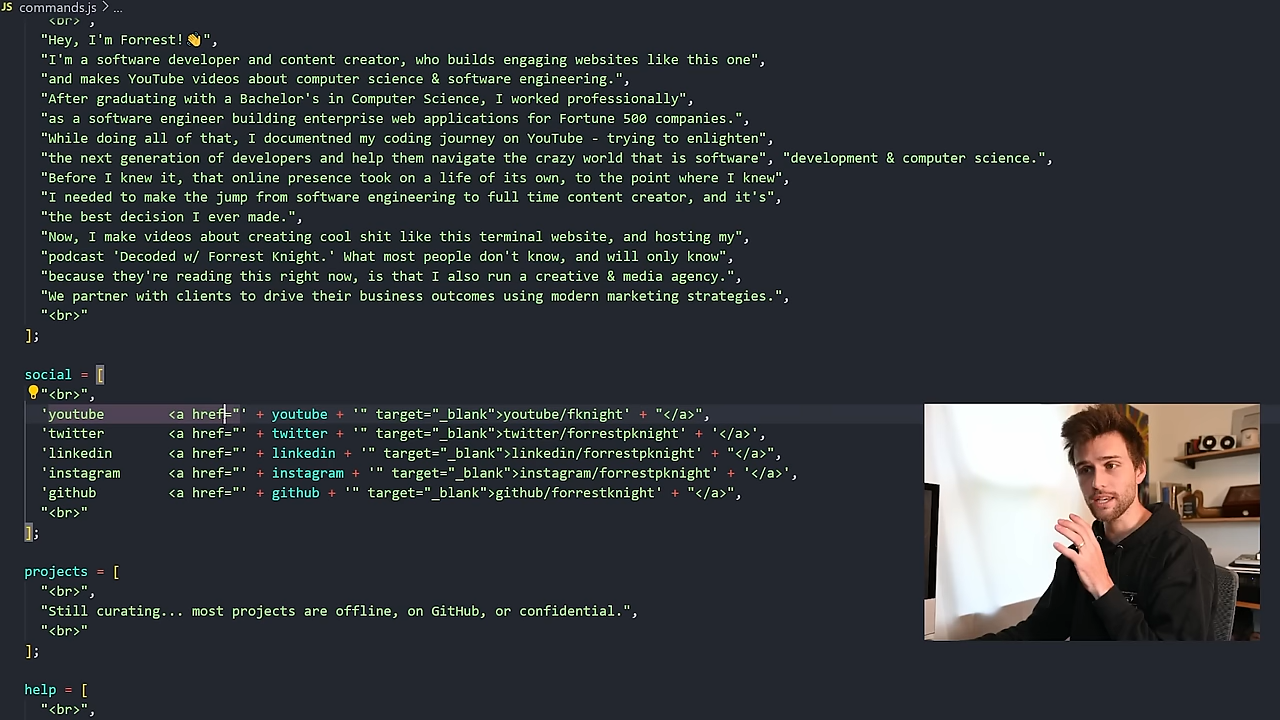 JS commands.js > ...
"<br>",
"Hey, I'm Forrest!👋",
"I'm a software developer and content creator, who builds engaging websites like this one",
"and makes YouTube videos about computer science & software engineering.",
"After graduating with a Bachelor's in Computer Science, I worked professionally",
"as a software engineer building enterprise web applications for Fortune 500 companies.",
"While doing all of that, I documentned my coding journey on YouTube - trying to enlighten",
"the next generation of developers and help them navigate the crazy world that is software", "development & computer science.",
"Before I knew it, that online presence took on a life of its own, to the point where I knew",
"I needed to make the jump from software engineering to full time content creator, and it's",
"the best decision I ever made.",
"Now, I make videos about creating cool shit like this terminal website, and hosting my",
"podcast 'Decoded w/ Forrest Knight.' What most people don't know, and will only know",
"because they're reading this right now, is that I also run a creative & media agency.",
"We partner with clients to drive their business outcomes using modern marketing strategies.",
"<br>"
];
social = [
"<br>",
'youtube        <a href="' + youtube + '" target="_blank">youtube/fknight' + "</a>",
'twitter        <a href="' + twitter + '" target="_blank">twitter/forrestpknight' + '</a>',
'linkedin       <a href="' + linkedin + '" target="_blank">linkedin/forrestpknight' + "</a>",
'instagram      <a href="' + instagram + '" target="_blank">instagram/forrestpknight' + '</a>',
'github         <a href="' + github + '" target="_blank">github/forrestknight' + "</a>",
"<br>"
];
projects = [
"<br>",
"Still curating... most projects are offline, on GitHub, or confidential.",
"<br>"
];
help = [
"<br>",